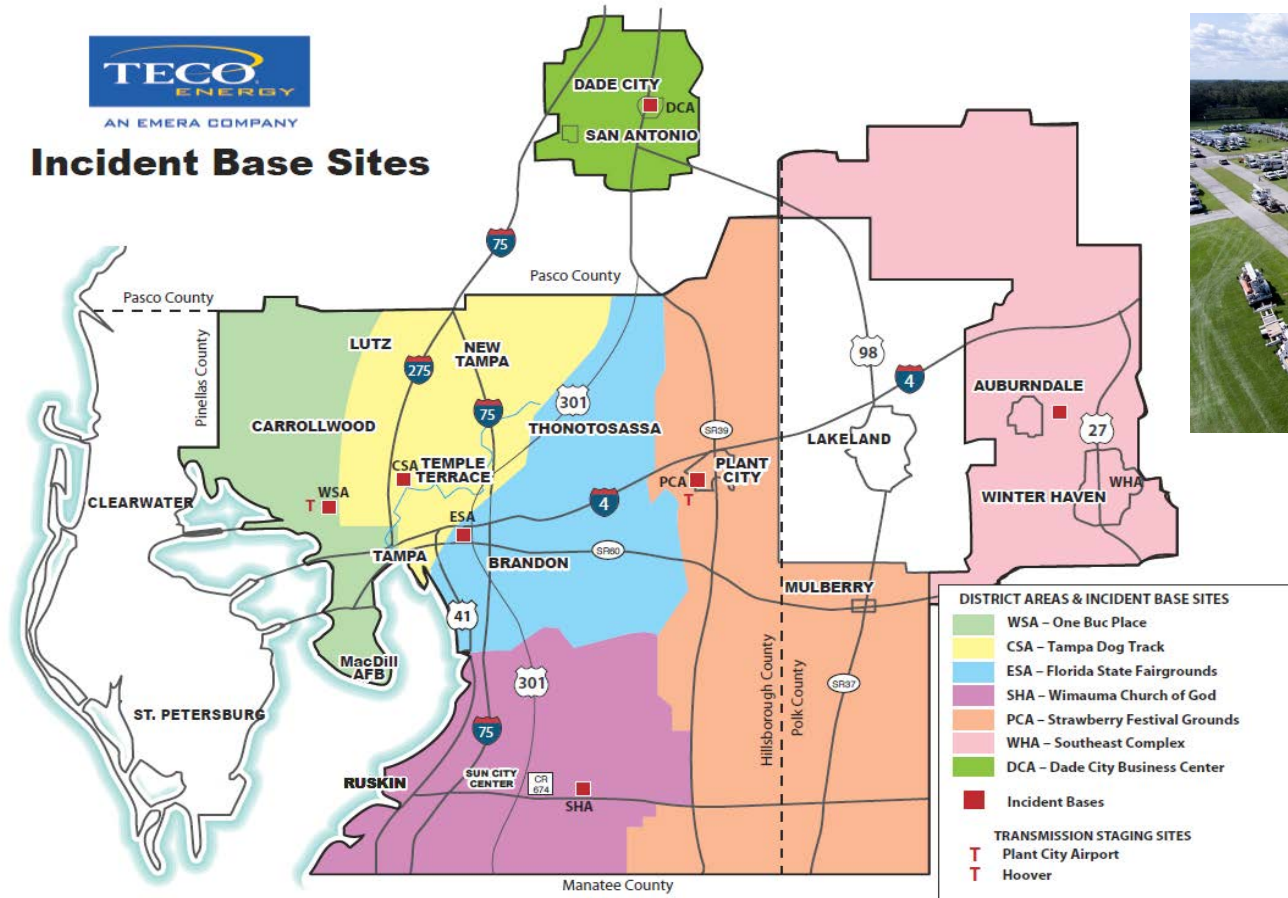 TECO
ENERGY
AN EMERA COMPANY
Incident Base Sites
DADE CITY
DCA
SAN ANTONIO
75
Pasco County
Pasco County
Pinellas County
LUTZ
NEW
TAMPA
275
75
301
98
4
CARROLLWOOD
THONOTOSASSA
SR39
LAKELAND
AUBURNDALE
27
CSA
TEMPLE
TERRACE
PCA
PLANT
CITY
T
WSA
T
4
WINTER HAVEN
WHA
CLEARWATER
ESA
TAMPA
BRANDON
SR60
MULBERRY
41
MacDill
AFB
301
Hillsborough County
Polk County
SR37
ST. PETERSBURG
75
RUSKIN
SUN CITY
CENTER
CR
674
SHA
Manatee County
DISTRICT AREAS & INCIDENT BASE SITES
WSA – One Buc Place
CSA – Tampa Dog Track
ESA – Florida State Fairgrounds
SHA – Wimauma Church of God
PCA – Strawberry Festival Grounds
WHA – Southeast Complex
DCA – Dade City Business Center
Incident Bases
TRANSMISSION STAGING SITES
T Plant City Airport
T Hoover